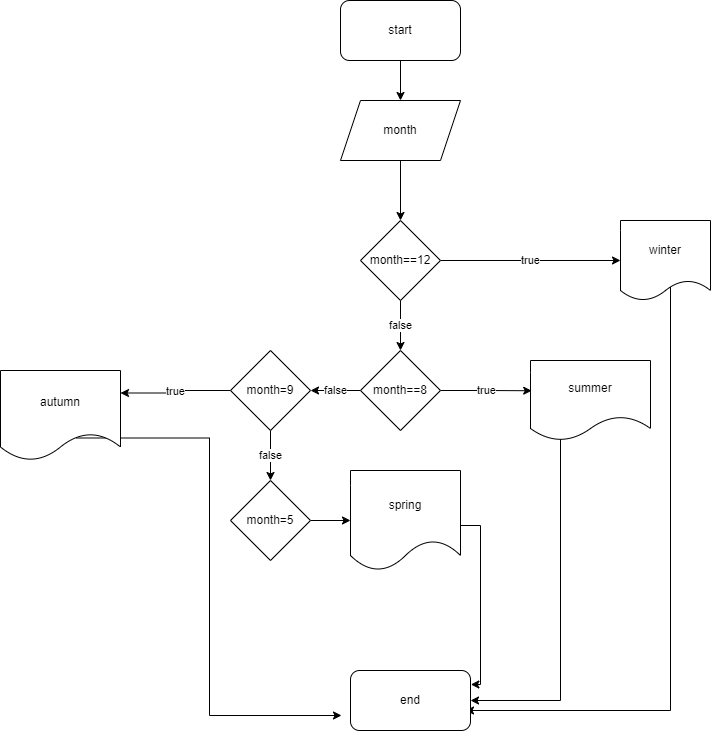 start
month
month==12
true
winter
false
month==8
true
summer
false
month=9
true
autumn
false
month=5
spring
end